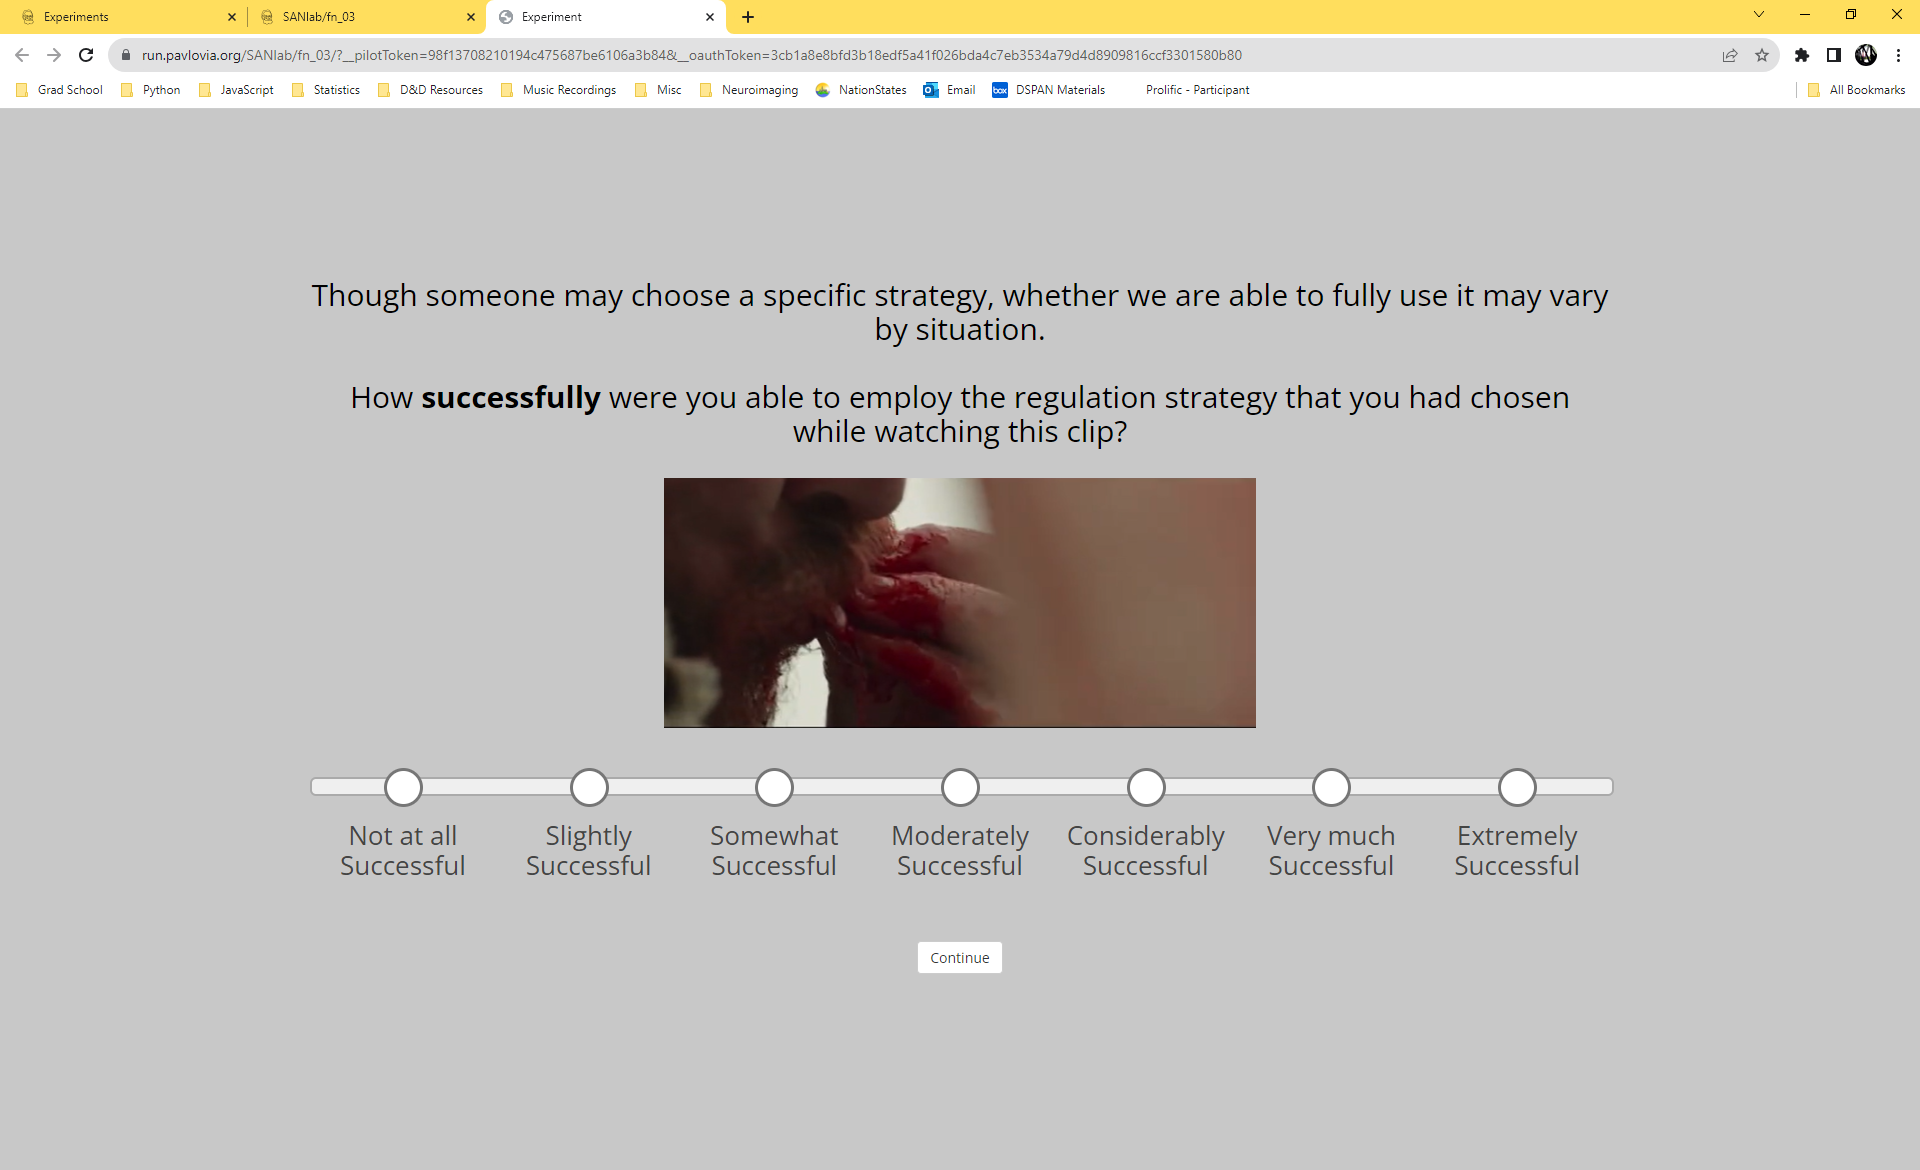 Experiments
SANlab/fn_03
Experiment
run.pavlovia.org/SANlab/fn_03/?__pilotToken=98f13708210194c475687be6106a3b84&__oauthToken=3cb1a8e8bfd3b18edf5a41f026bda4c7eb3534a79d4d8909816ccf3301580b80
Grad School Python JavaScript Statistics D&D Resources Music Recordings Misc Neuroimaging NationStates Email box DSPAN Materials Prolific - Participant All Bookmarks
Though someone may choose a specific strategy, whether we are able to fully use it may vary
by situation.
How successfully were you able to employ the regulation strategy that you had chosen
while watching this clip?
Not at all
Successful
Slightly
Successful
Somewhat
Successful
Moderately
Successful
Considerably
Successful
Very much
Successful
Extremely
Successful
Continue